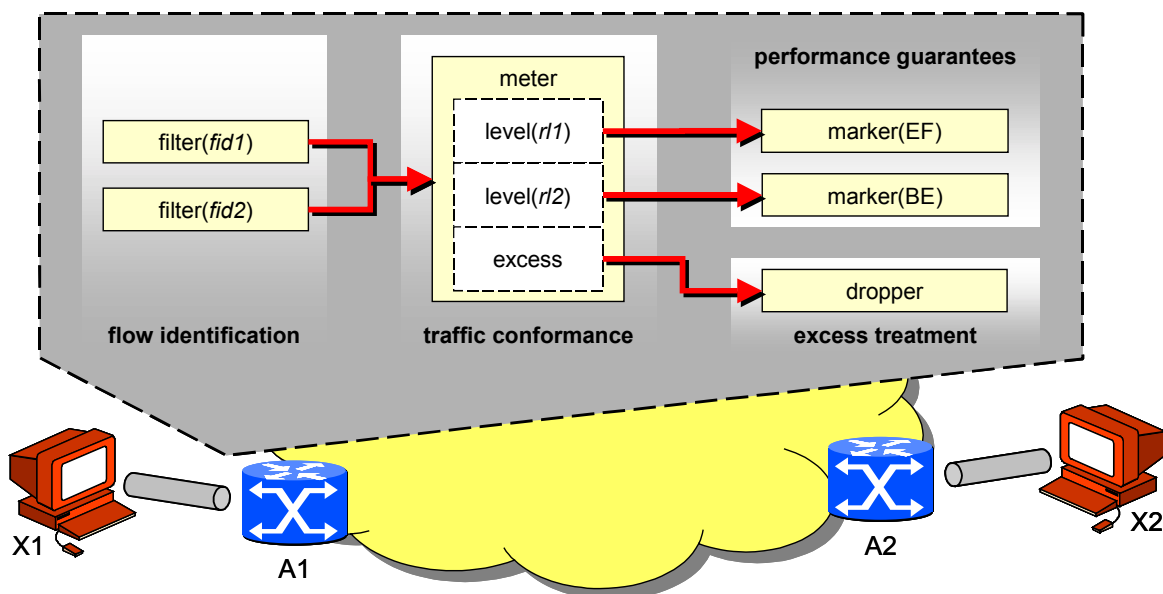 performance guarantees
meter
filter(fid1)
level(rl1)
marker(EF)
filter(fid2)
level(rl2)
marker(BE)
excess
dropper
flow identification
traffic conformance
excess treatment
X1
A1
A2
X2